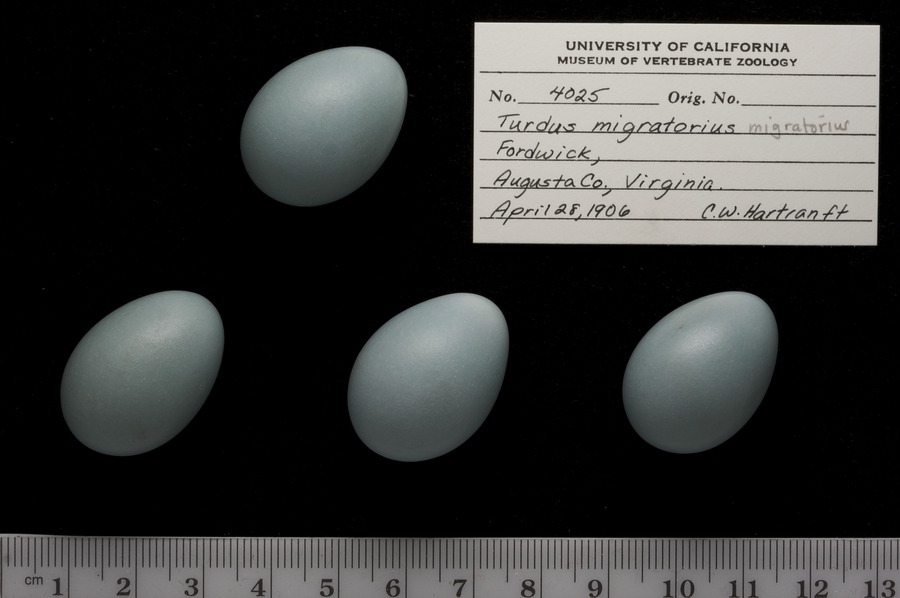 UNIVERSITY OF CALIFORNIA
MUSEUM OF VERTEBRATE ZOOLOGY
No. 4025 Orig. No.
Turdus migratorius migratorius
Fordwick,
Augusta Co., Virginia.
April 28, 1906 C.W. Hartranft
cm 1 2 3 4 5 6 7 8 9 10 11 12 13